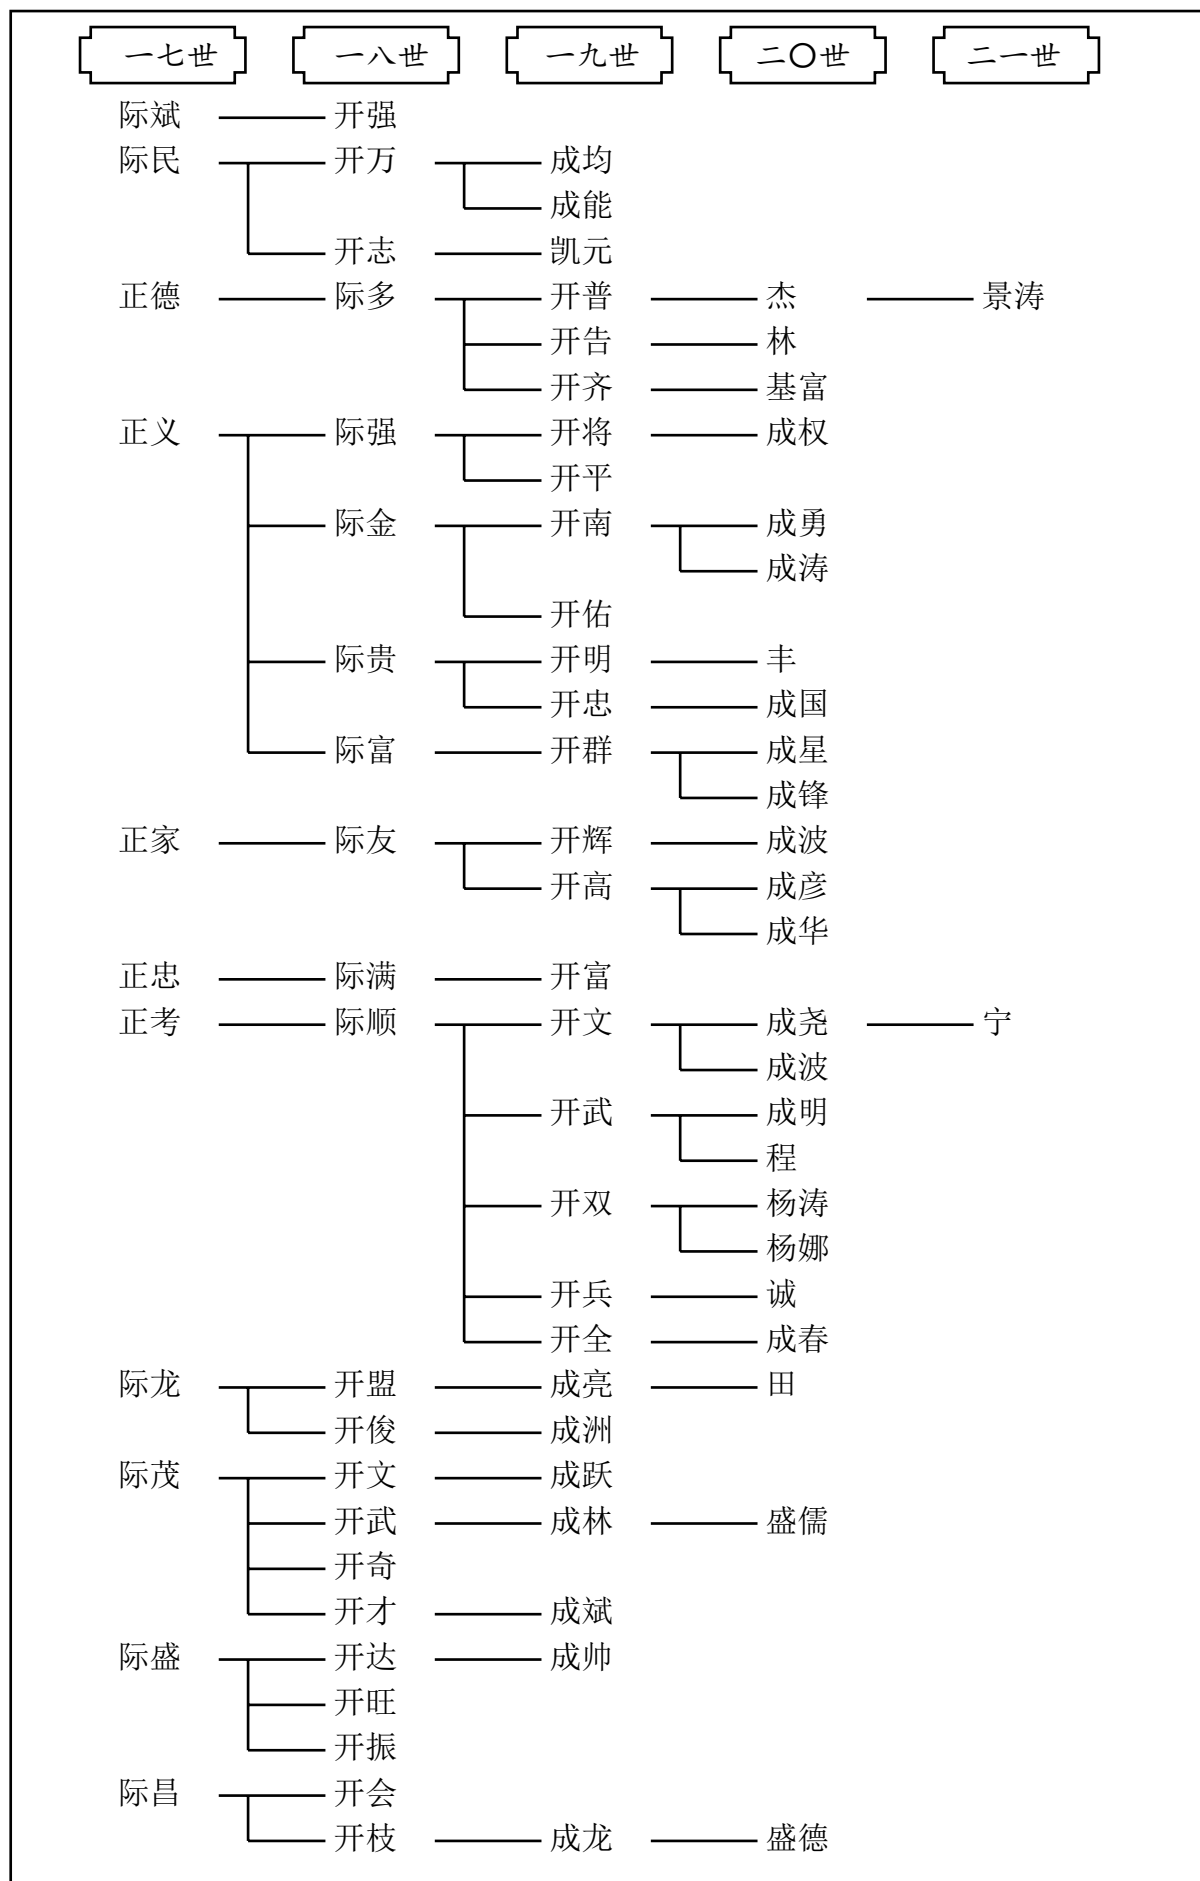 一七世 一八世 一九世 二〇世 二一世
际斌 开强
际民 开万 成均
成能
开志 凯元
正德 际多 开普 杰 景涛
开告 林
开齐 基富
正义 际强 开将 成权
开平
际金 开南 成勇
成涛
开佑
际贵 开明 丰
开忠 成国
际富 开群 成星
成锋
正家 际友 开辉 成波
开高 成彦
成华
正忠 际满 开富
正考 际顺 开文 成尧 宁
成波
开武 成明
程
开双 杨涛
杨娜
开兵 诚
开全 成春
际龙 开盟 成亮 田
开俊 成洲
际茂 开文 成跃
开武 成林 盛儒
开奇
开才 成斌
际盛 开达 成帅
开旺
开振
际昌 开会
开枝 成龙 盛德